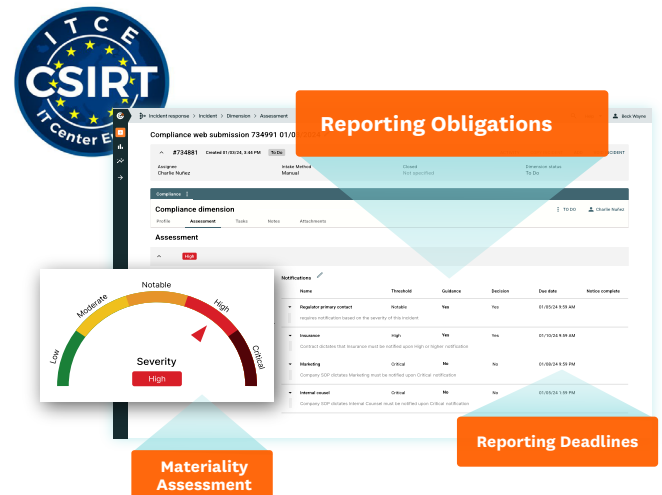 ITCE
CSIRT
IT Center E
Reporting Obligations
Incident response > Incident > Dimension > Assessment
Beck Wayne
Compliance web submission 734991 01/0
#734881 Created 01/03/24, 3:44 PM To Do
Assignee
Charlie Nuñez
Intake Method
Manual
Closed
Not specified
Dimension status
To Do
Compliance
Compliance dimension
TO DO
Charlie Nuñez
Profile Assessment Tasks Notes Attachments
Assessment
High
Notifications
Name Threshold Guidance Decision Due date Notice complete
Regulator primary contact Notable Yes Yes 01/05/24 9:59 AM
requires notification based on the severity of this incident
Insurance High Yes Yes 01/10/24 9:59 AM
Contract dictates that Insurance must be notified upon High or higher notification
Marketing Critical No No 01/08/24 9:59 PM
Company SOP dictates Marketing must be notified upon Critical notification
Internal counsel Critical No No 01/03/24 1:59 PM
Company SOP dictates Internal Counsel must be notified upon Critical notification
Low
Moderate
Notable
High
Critical
Severity
High
Reporting Deadlines
Materiality
Assessment